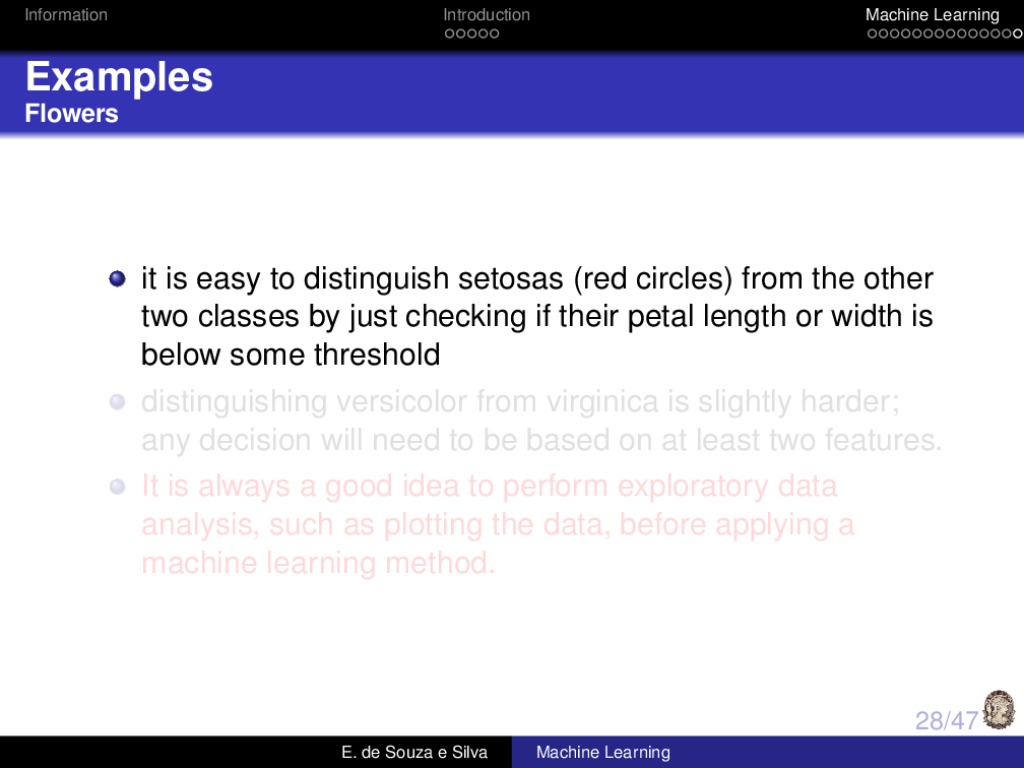 Information
Introduction
Machine Learning
Examples
Flowers
it is easy to distinguish setosas (red circles) from the other
two classes by just checking if their petal length or width is
below some threshold
distinguishing versicolor from virginica is slightly harder;
any decision will need to be based on at least two features.
It is always a good idea to perform exploratory data
analysis, such as plotting the data, before applying a
machine learning method.
28/47
E. de Souza e Silva
Machine Learning